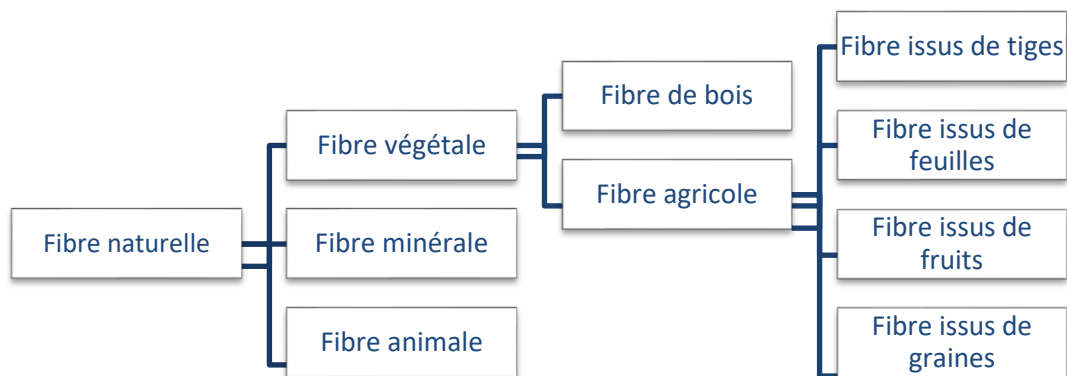 Fibre naturelle
Fibre végétale
Fibre minérale
Fibre animale
Fibre de bois
Fibre agricole
Fibre issus de tiges
Fibre issus de
feuilles
Fibre issus de
fruits
Fibre issus de
graines